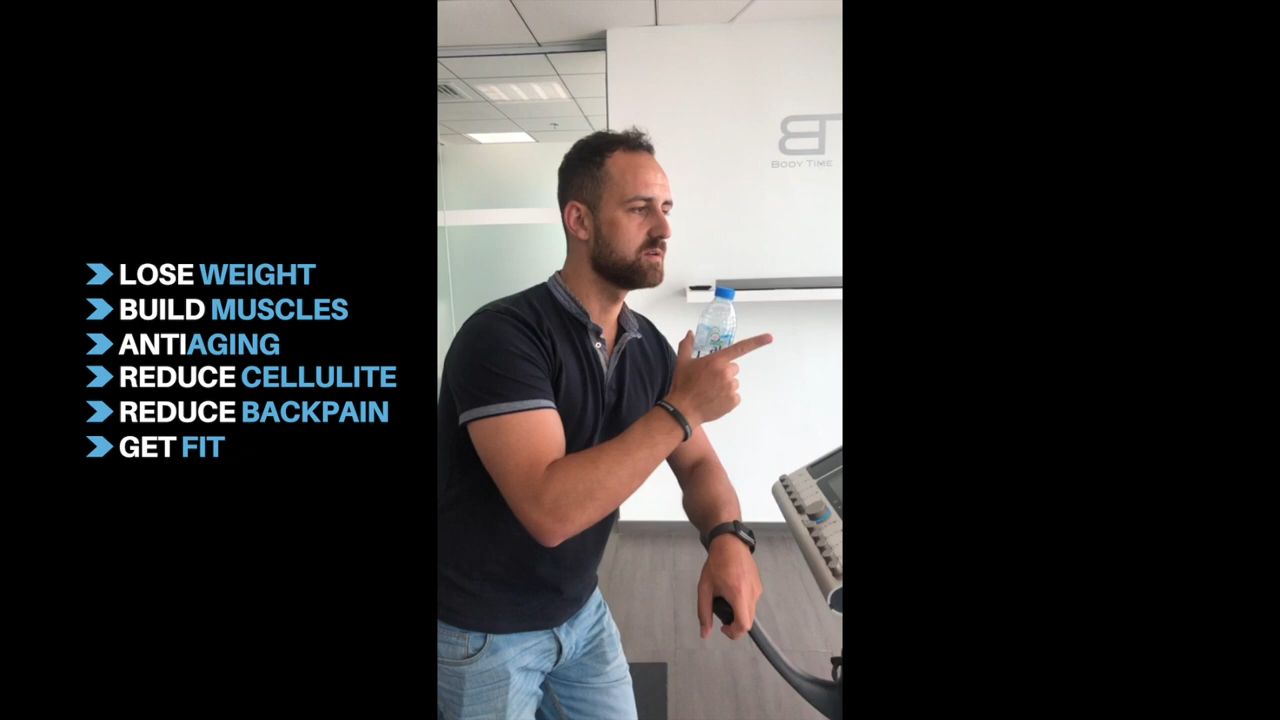 LOSE WEIGHT
BUILD MUSCLES
ANTIAGING
REDUCE CELLULITE
REDUCE BACKPAIN
GET FIT
BT
BODY TIME